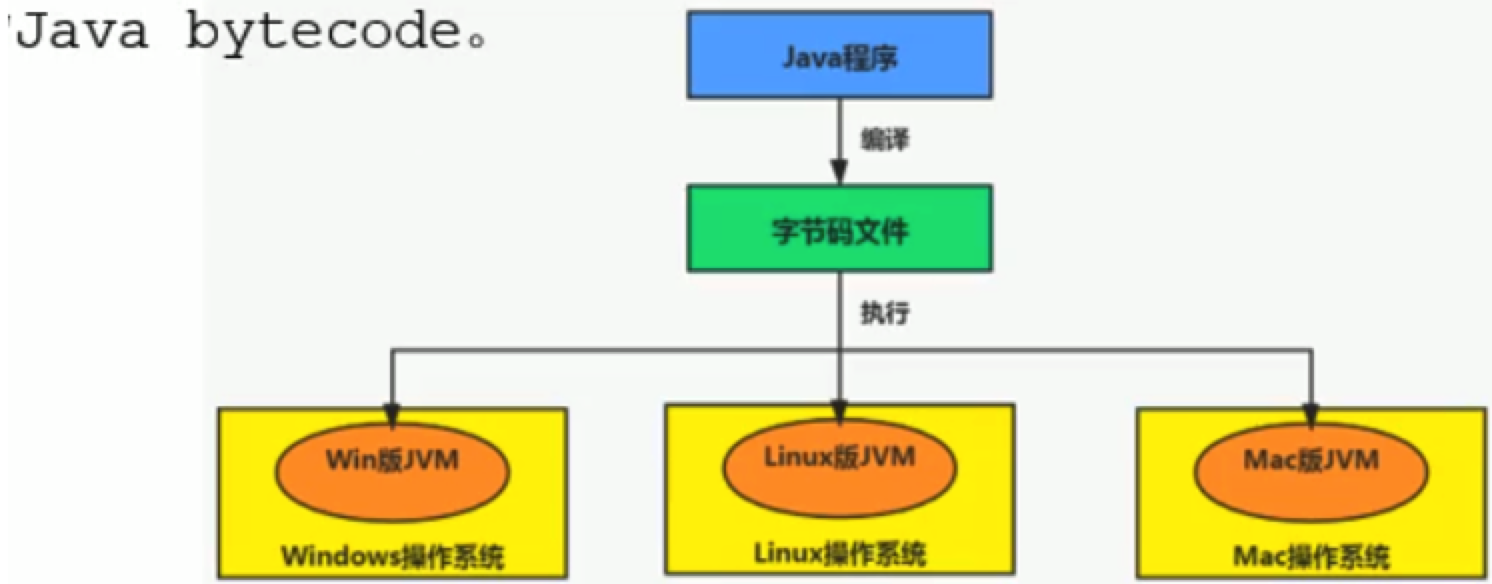 Java bytecode。
Java程序
编译
字节码文件
执行
Win版JVM
Linux版JVM
Mac版JVM
Windows操作系统
Linux操作系统
Mac操作系统